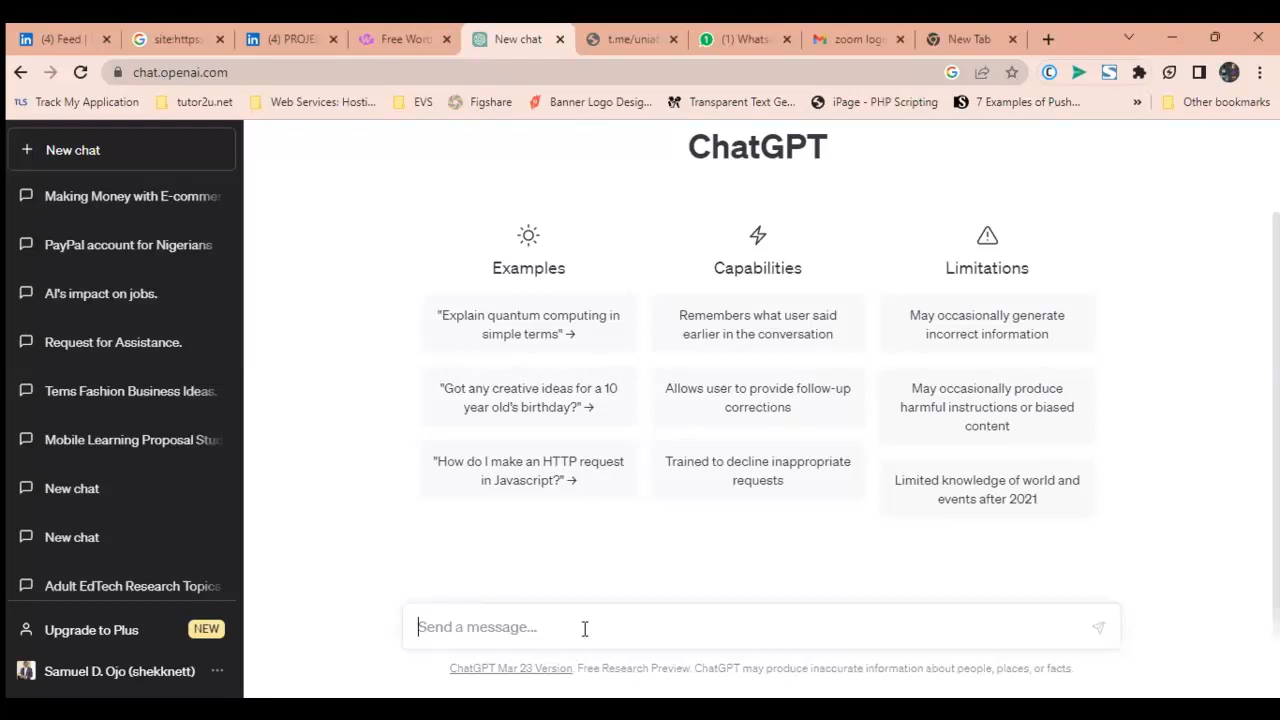 (4) Feed |
site:https:
(4) PROJE
Free Word
New chat
t.me/uniat
(1) Whats
zoom log
New Tab
chat.openai.com
TLS Track My Application
tutor2u.net
Web Services: Hosti...
EVS
Figshare
Banner Logo Desig...
Transparent Text Ge...
iPage - PHP Scripting
7 Examples of Push...
»
Other bookmarks
+ New chat
Making Money with E-commer
PayPal account for Nigerians
AI's impact on jobs.
Request for Assistance.
Tems Fashion Business Ideas.
Mobile Learning Proposal Stud
New chat
New chat
Adult EdTech Research Topics
Upgrade to Plus NEW
Samuel D. Ojo (shekknett) ...
ChatGPT
Examples
"Explain quantum computing in
simple terms" →
"Got any creative ideas for a 10
year old's birthday?" →
"How do I make an HTTP request
in Javascript?" →
Capabilities
Remembers what user said
earlier in the conversation
Allows user to provide follow-up
corrections
Trained to decline inappropriate
requests
Limitations
May occasionally generate
incorrect information
May occasionally produce
harmful instructions or biased
content
Limited knowledge of world and
events after 2021
Send a message...
ChatGPT Mar 23 Version. Free Research Preview. ChatGPT may produce inaccurate information about people, places, or facts.